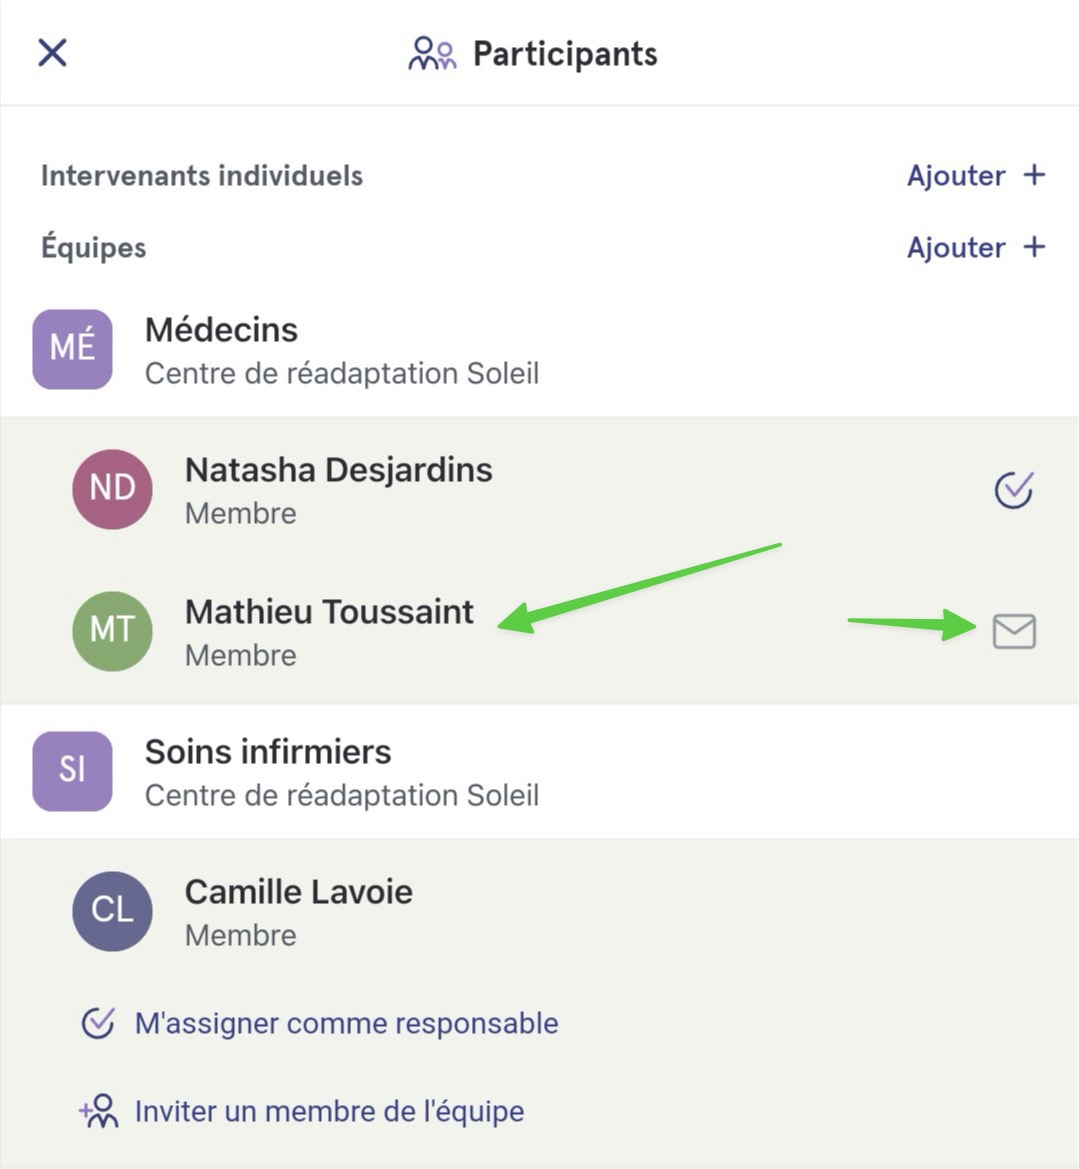 Participants
Intervenants individuels
Ajouter +
Équipes
Ajouter +
MÉ
Médecins
Centre de réadaptation Soleil
ND
Natasha Desjardins
Membre
MT
Mathieu Toussaint
Membre
SI
Soins infirmiers
Centre de réadaptation Soleil
CL
Camille Lavoie
Membre
M'assigner comme responsable
Inviter un membre de l'équipe